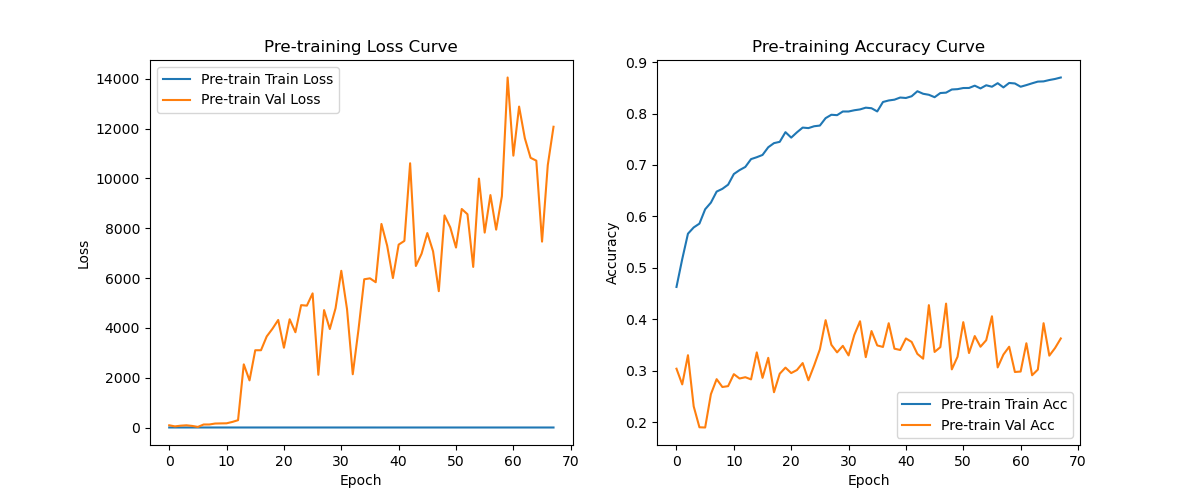 Pre-training Loss Curve
Pre-train Train Loss
Pre-train Val Loss
14000
12000
10000
8000
6000
4000
2000
0
Loss
0 10 20 30 40 50 60 70
Epoch
Pre-training Accuracy Curve
0.9
0.8
0.7
0.6
0.5
0.4
0.3
0.2
Accuracy
Pre-train Train Acc
Pre-train Val Acc
0 10 20 30 40 50 60 70
Epoch